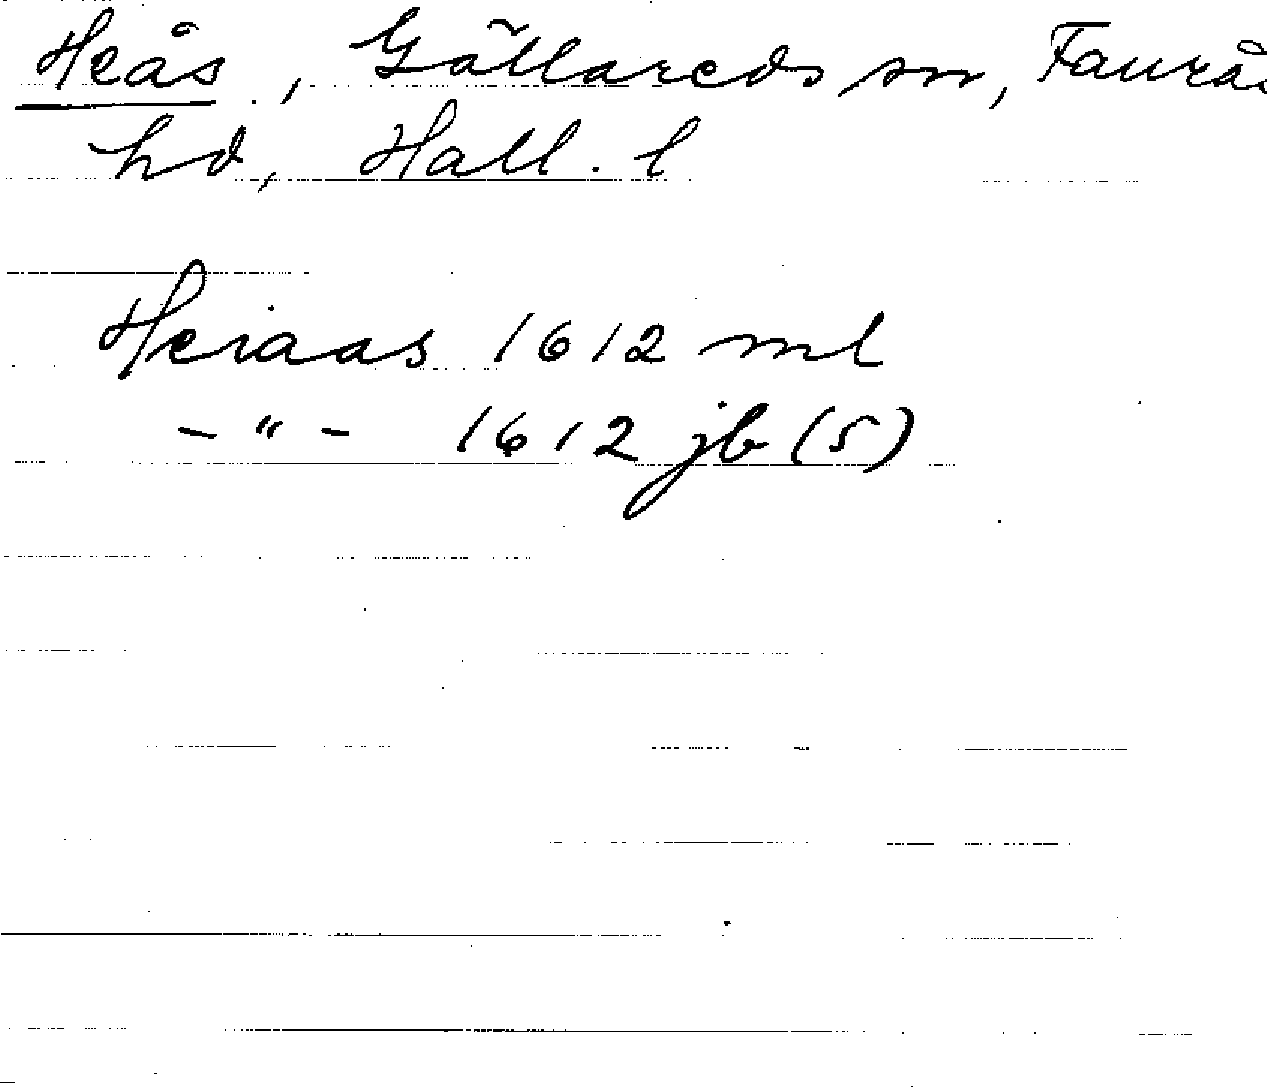 Heås, Gällareds sn, Faurås
hd, Hall. l
Heiaas 1612 ml
-"- 1612 jb (5)